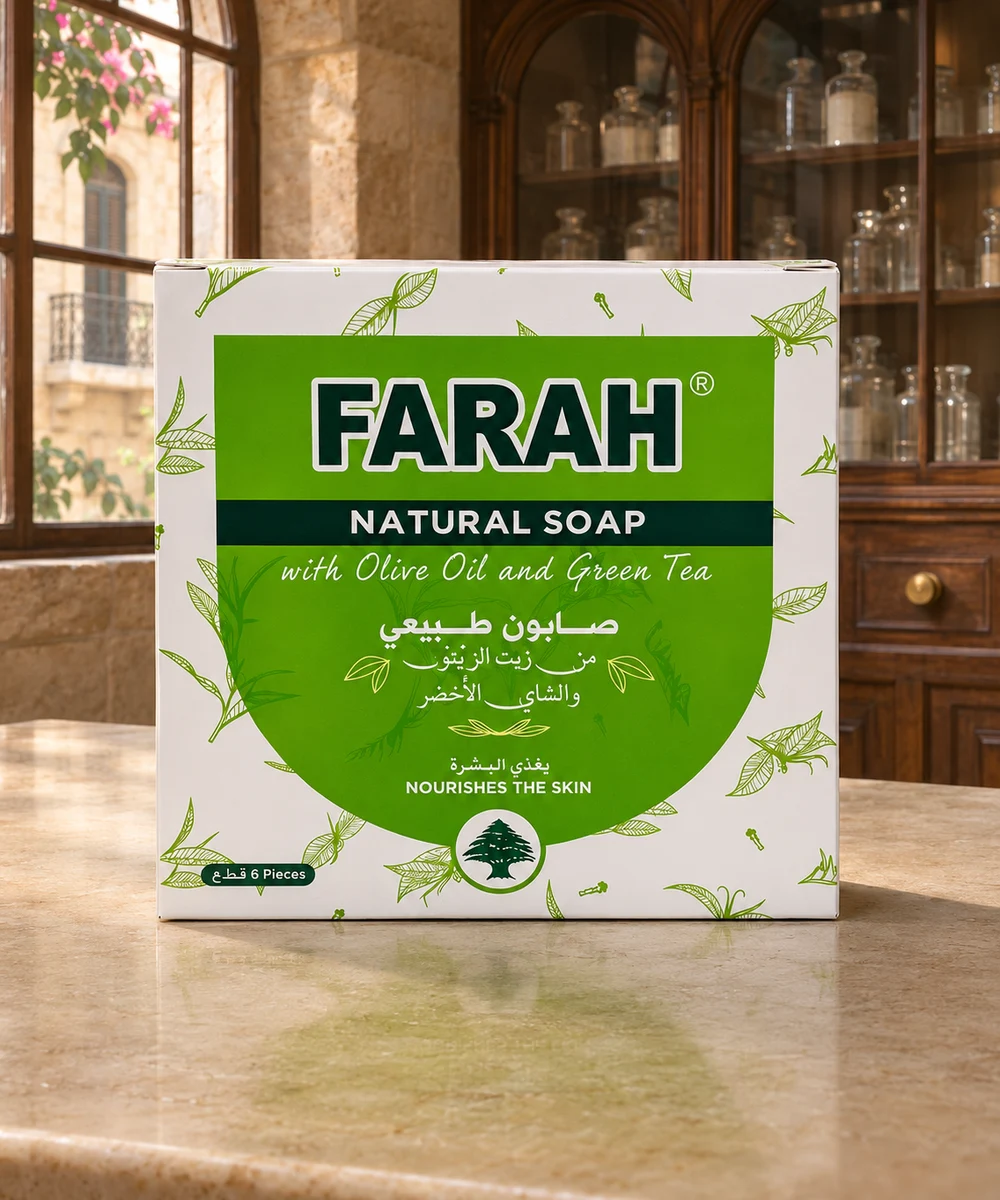 FARAH®
NATURAL SOAP
with Olive Oil and Green Tea
صابون طبيعي
من زيت الزيتون
والشاي الأخضر
يغذي البشرة
NOURISHES THE SKIN
6 Pieces قطع